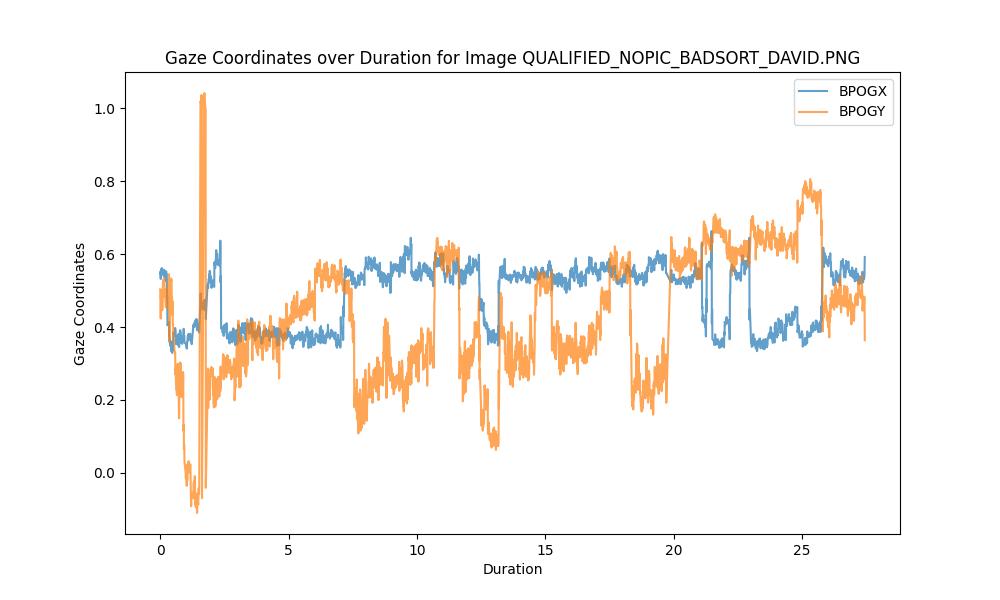 Gaze Coordinates over Duration for Image QUALIFIED_NOPIC_BADSORT_DAVID.PNG
BPOGX
BPOGY
Gaze Coordinates
1.0
0.8
0.6
0.4
0.2
0.0
0 5 10 15 20 25
Duration